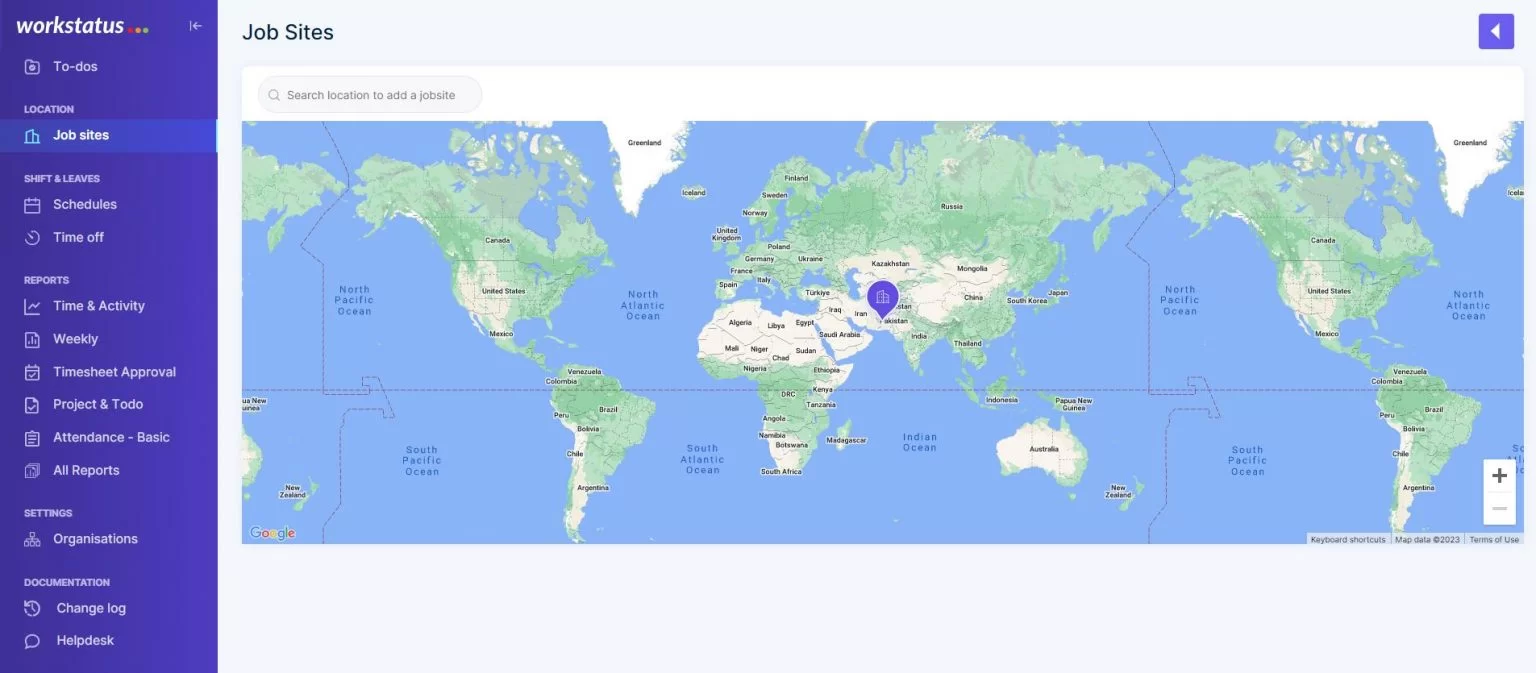 workstatus
To-dos
LOCATION
Job sites
SHIFT & LEAVES
Schedules
Time off
REPORTS
Time & Activity
Weekly
Timesheet Approval
Project & Todo
Attendance - Basic
All Reports
SETTINGS
Organisations
DOCUMENTATION
Change log
Helpdesk
Job Sites
Search location to add a jobsite
Greenland
Greenland
Iceland
Finland
Sweden
Norway
Russia
United
Kingdom
Poland
Germany
Ukraine
France
Italy
Spain
Türkiye
Kazakhstan
Mongolia
China
South Korea
Japan
Canada
Canada
United States
United States
Mexico
Mexico
North
Pacific
Ocean
North
Atlantic
Ocean
North
Pacific
Ocean
North
Atlantic
Ocean
Iraq
Iran
stan
akistan
Algeria
Libya
Egypt
Saudi Arabia
India
Thailand
Mali
Niger
Chad
Sudan
Nigeria
Ethiopia
Kenya
DRC
Tanzania
Angola
Namibia
Botswana
Madagascar
South Africa
Venezuela
Colombia
Peru
Brazil
Bolivia
Chile
Argentina
Indonesia
Papua New
Guinea
Australia
New
Zealand
Indian
Ocean
South
Pacific
Ocean
South
Atlantic
Ocean
South
Pacific
Ocean
Venezuela
Colombia
Peru
Brazil
Bolivia
Chile
Argentina
ua New
uinea
New
Zealand
Icela
Google
Keyboard shortcuts
Map data ©2023
Terms of Use